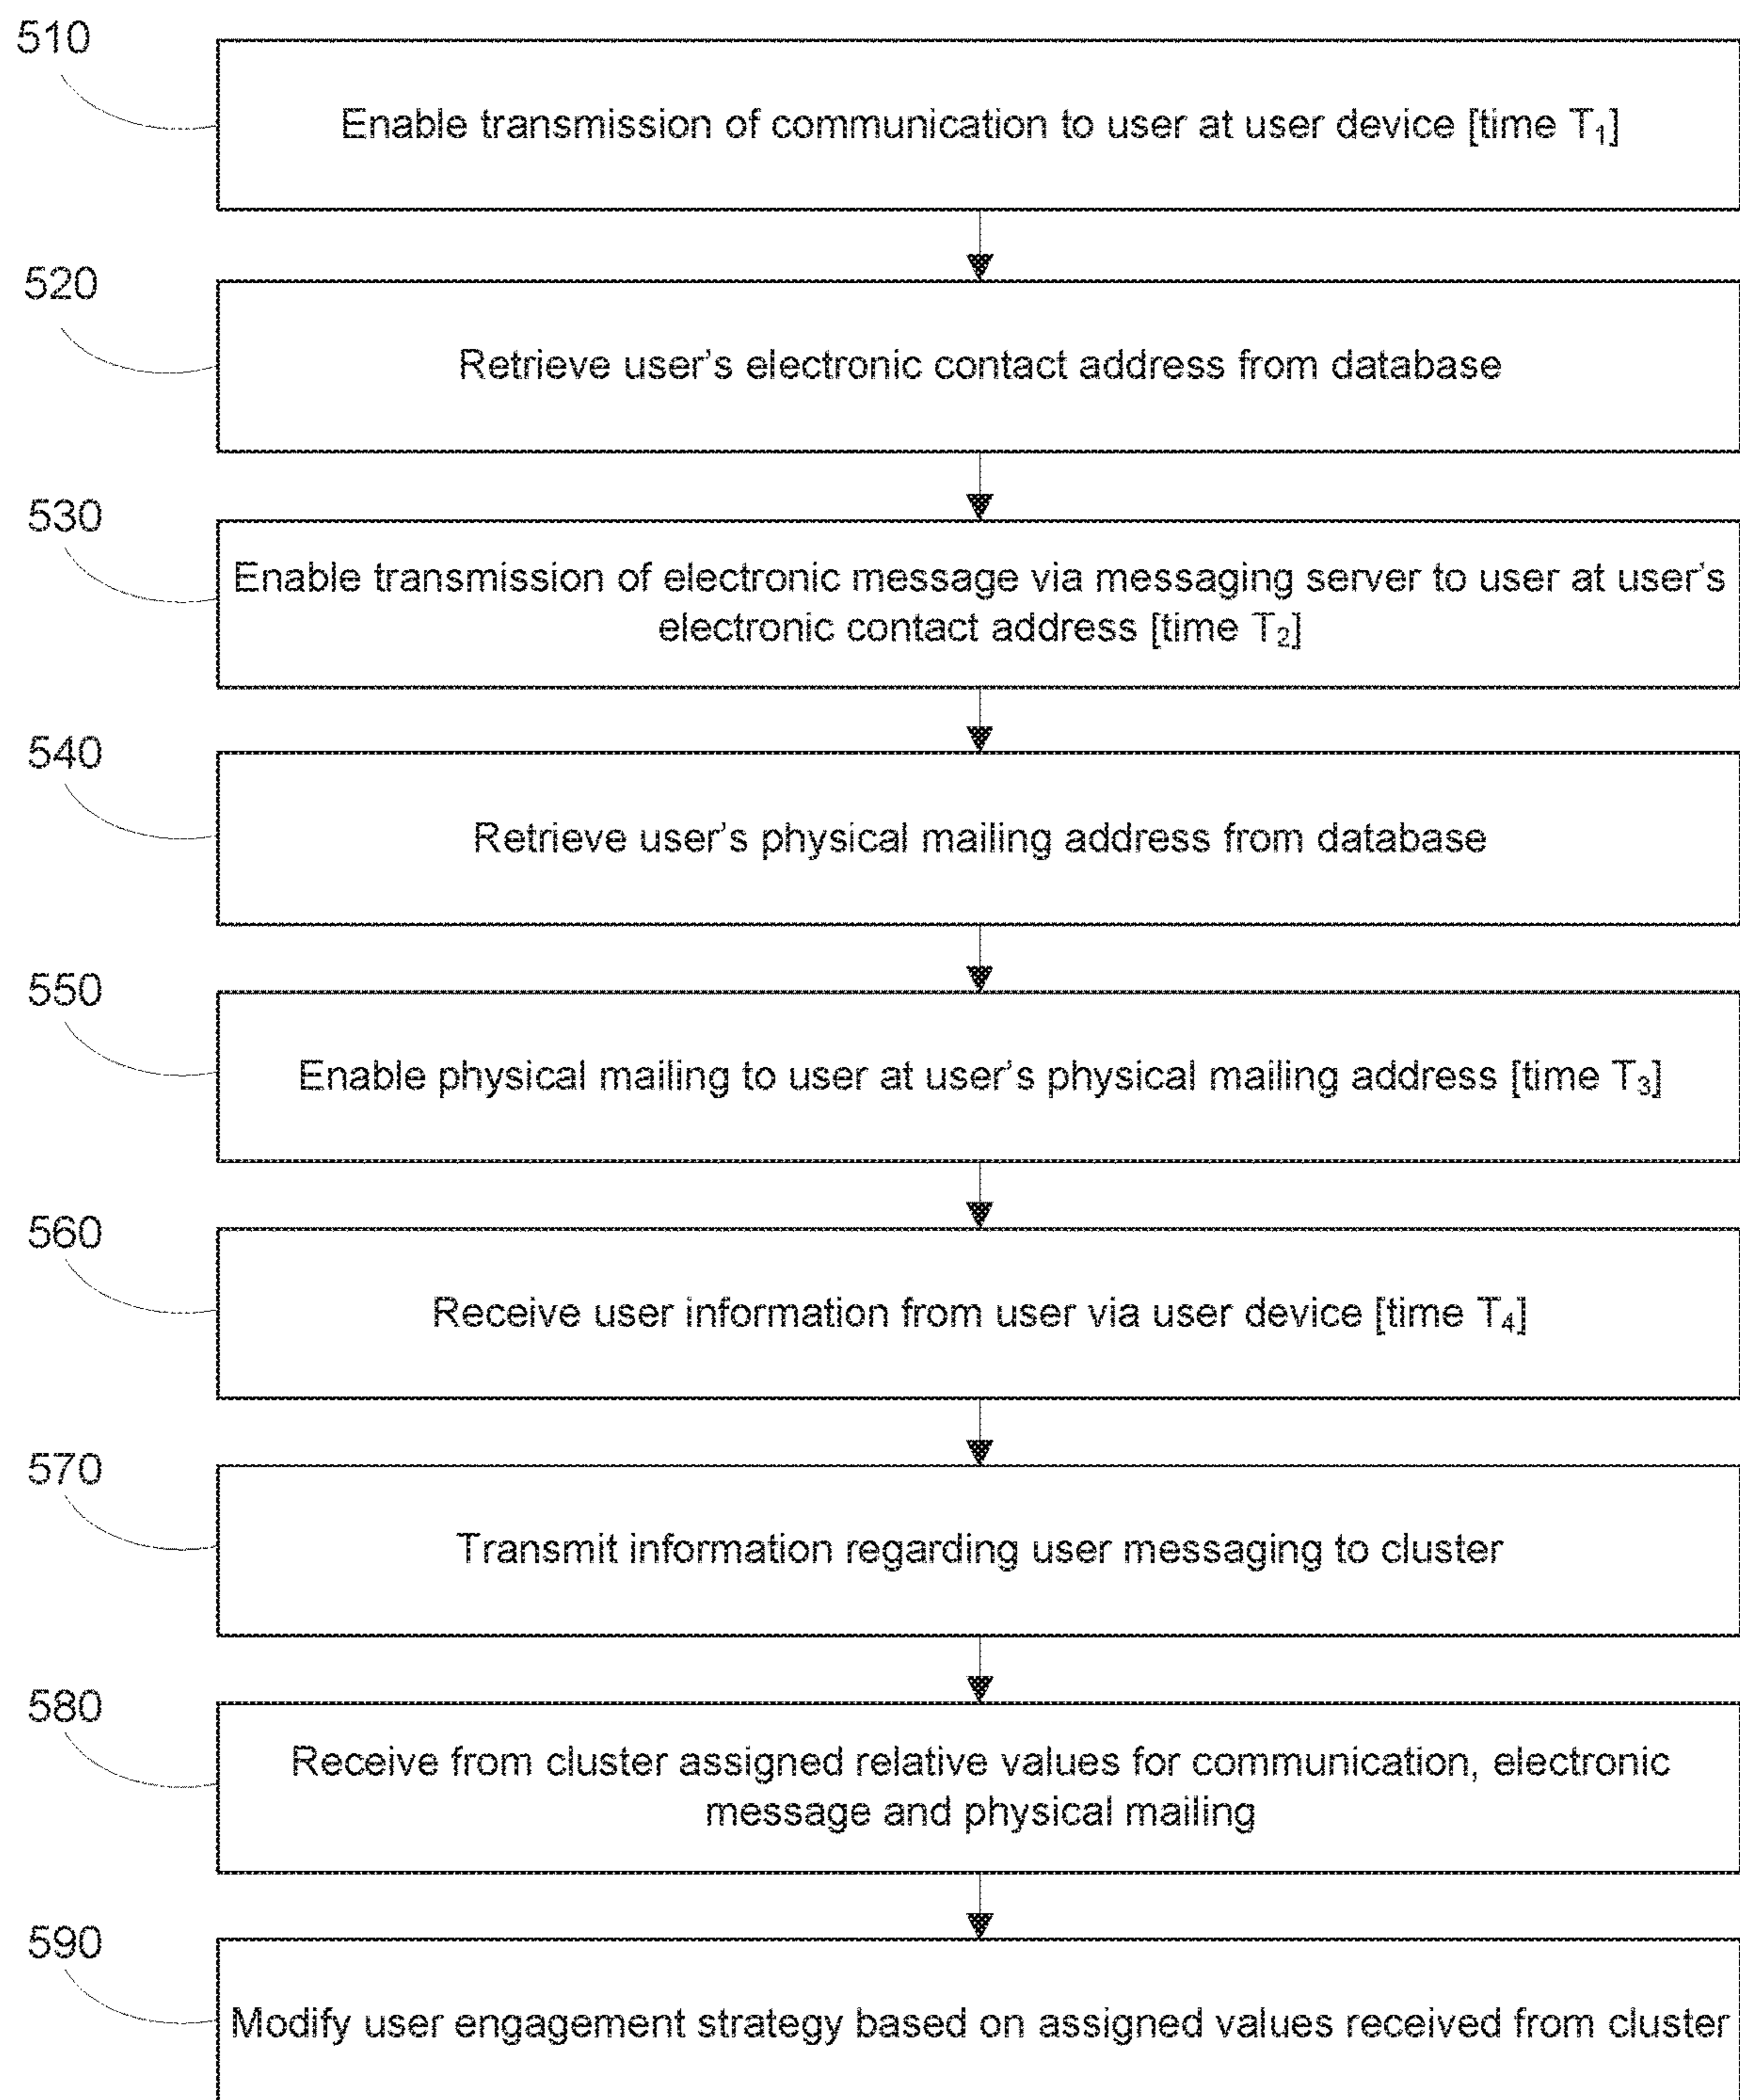 510
Enable transmission of communication to user at user device [time T₁]
520
Retrieve user's electronic contact address from database
530
Enable transmission of electronic message via messaging server to user at user's
electronic contact address [time T₂]
540
Retrieve user's physical mailing address from database
550
Enable physical mailing to user at user's physical mailing address [time T₃]
560
Receive user information from user via user device [time T₄]
570
Transmit information regarding user messaging to cluster
580
Receive from cluster assigned relative values for communication, electronic
message and physical mailing
590
Modify user engagement strategy based on assigned values received from cluster